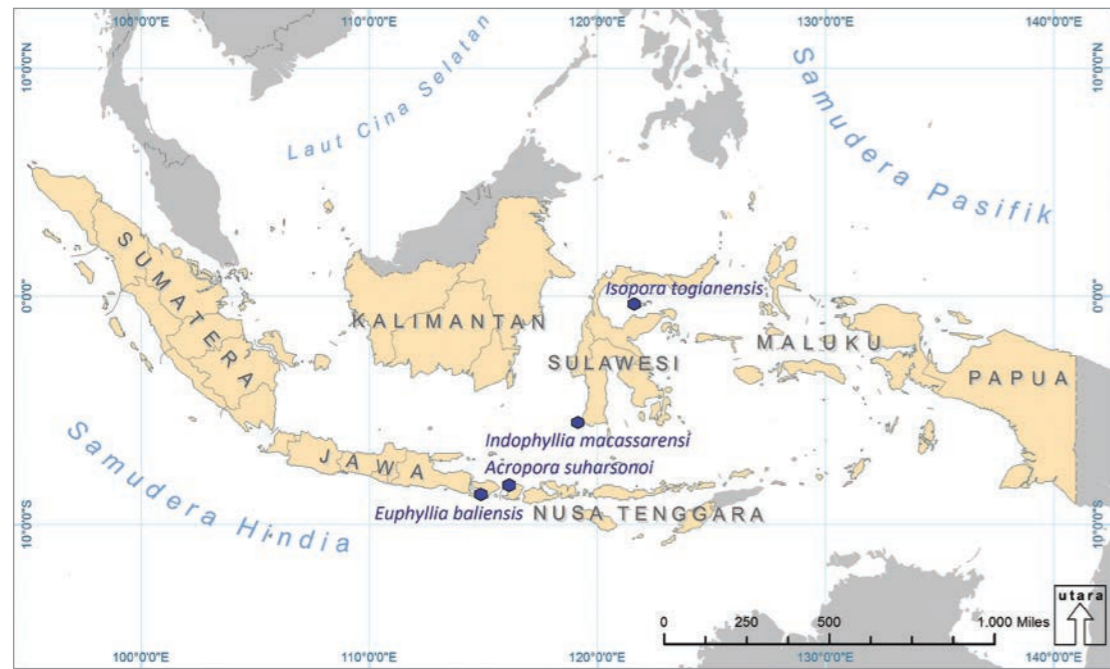 100°0'0"E 110°0'0"E 120°0'0"E 130°0'0"E 140°0'0"E
10°0'0"N 10°0'0"N
Laut Cina Selatan
Samudera Pasifik
SUMATERA
Isopora togianensis
0°0'0" 0°0'0"
KALIMANTAN
MALUKU
SULAWESI
PAPUA
Indophyllia macassarensi
Samudera Hindia
JAWA
Acropora suharsonoi
Euphyllia baliensis
NUSA TENGGARA
10°0'0"S 10°0'0"S
utara
0 250 500 1.000 Miles
100°0'0"E 110°0'0"E 120°0'0"E 130°0'0"E 140°0'0"E